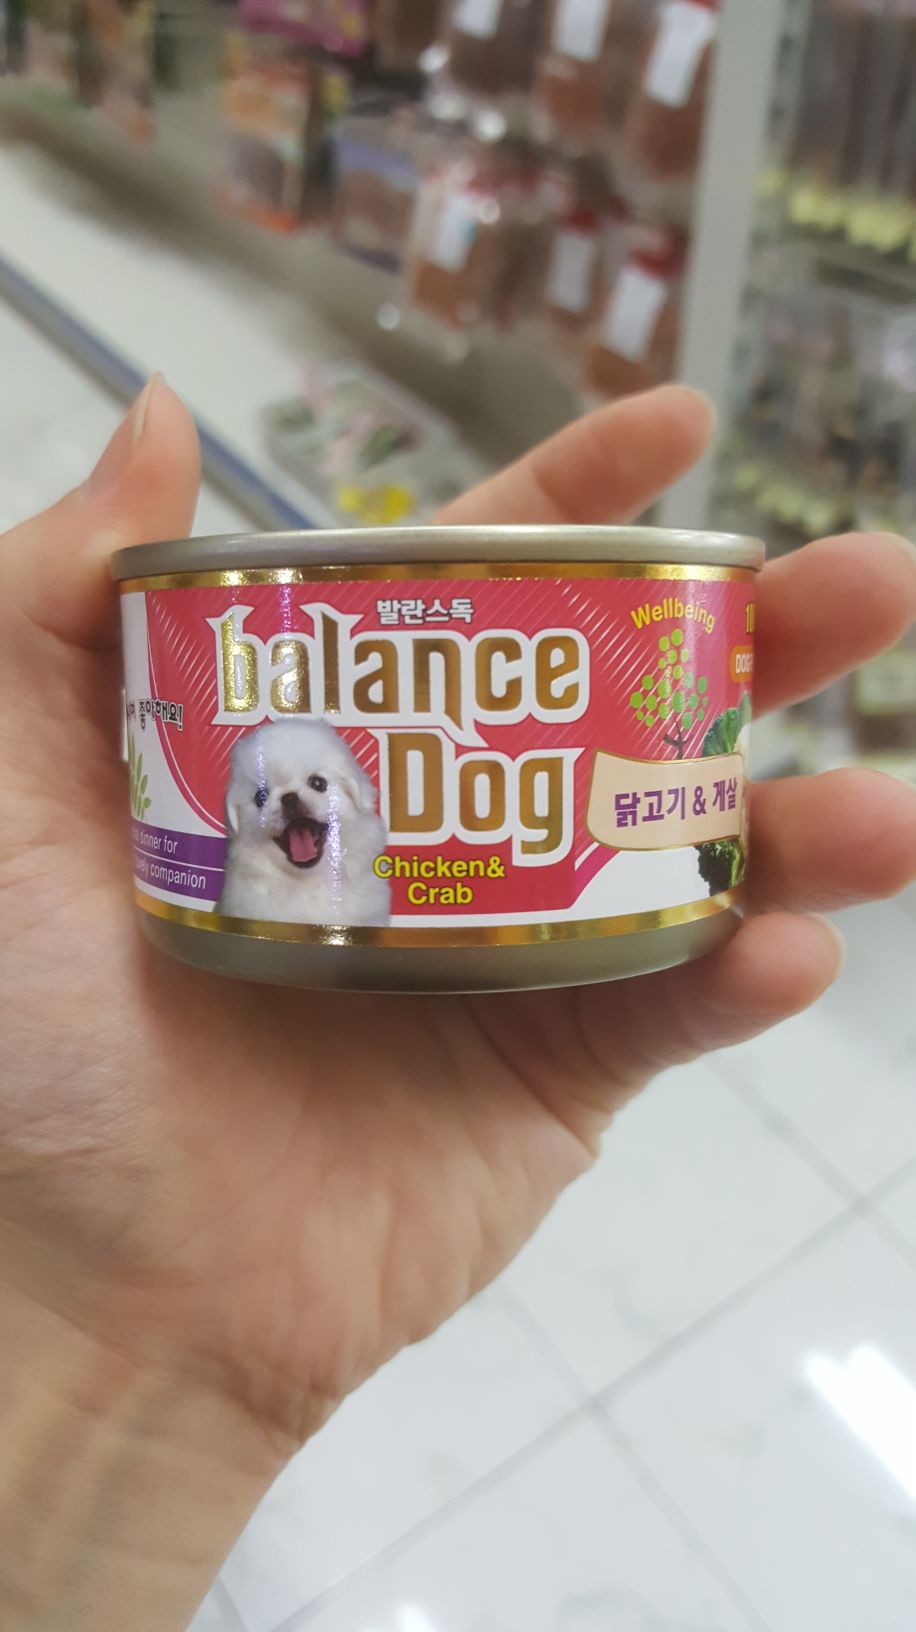 발란스독
balance
Dog
Chicken&
Crab
Wellbeing
닭고기 & 게살
좋아해요!
dinner for
companion